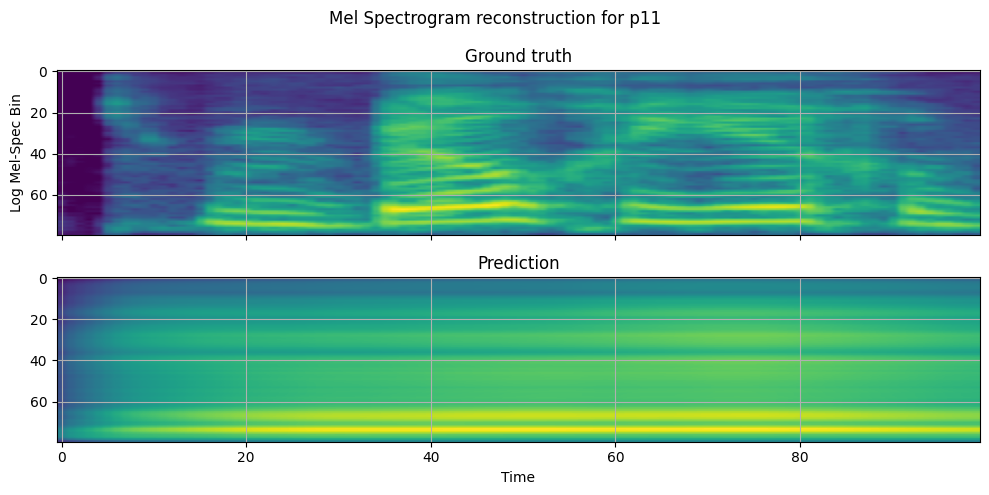 Mel Spectrogram reconstruction for p11
Ground truth
0
20
40
60
Log Mel-Spec Bin
Prediction
0
20
40
60
0 20 40 60 80
Time